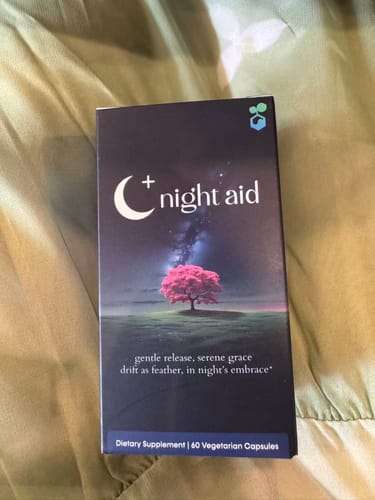 night aid
gentle release, serene grace
drift as feather, in night's embrace*
Dietary Supplement | 60 Vegetarian Capsules